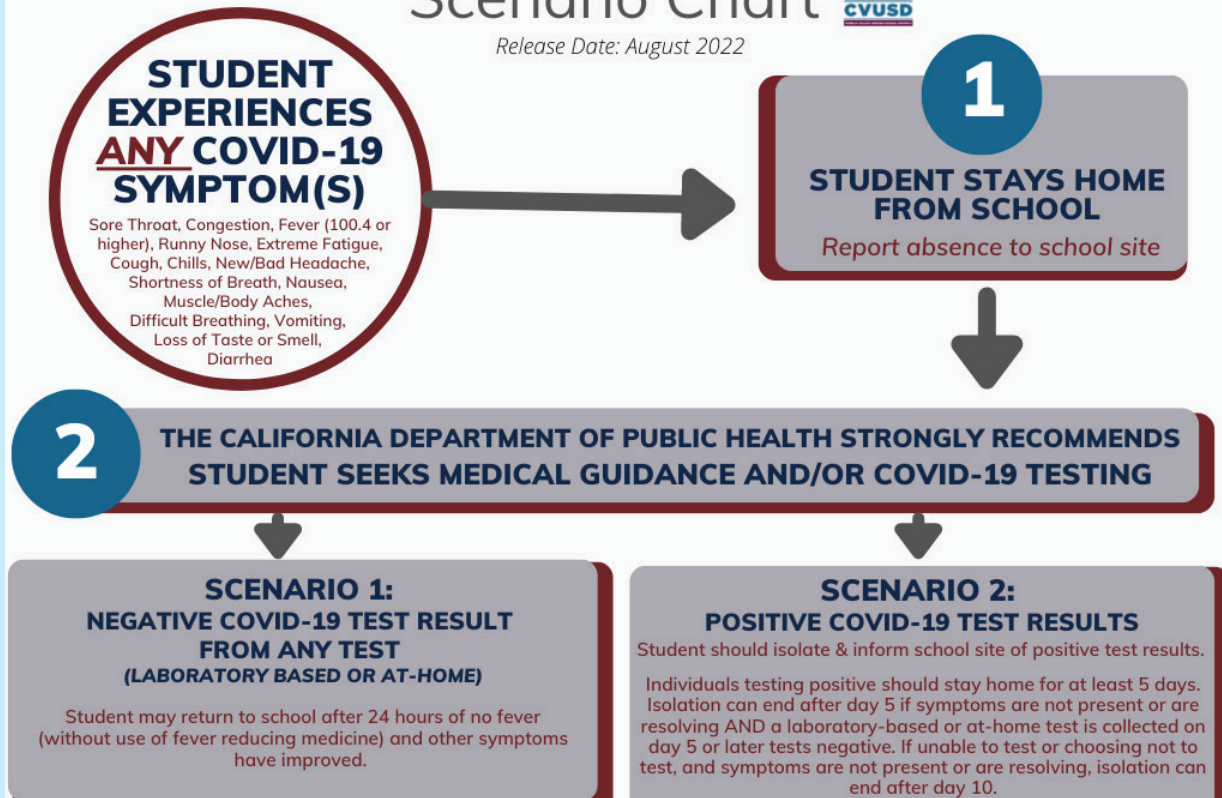 Scenario Chart
CVUSD
Release Date: August 2022
STUDENT
EXPERIENCES
ANY COVID-19
SYMPTOM(S)
Sore Throat, Congestion, Fever (100.4 or
higher), Runny Nose, Extreme Fatigue,
Cough, Chills, New/Bad Headache,
Shortness of Breath, Nausea,
Muscle/Body Aches,
Difficult Breathing, Vomiting,
Loss of Taste or Smell,
Diarrhea
1
STUDENT STAYS HOME
FROM SCHOOL
Report absence to school site
2
THE CALIFORNIA DEPARTMENT OF PUBLIC HEALTH STRONGLY RECOMMENDS
STUDENT SEEKS MEDICAL GUIDANCE AND/OR COVID-19 TESTING
SCENARIO 1:
NEGATIVE COVID-19 TEST RESULT
FROM ANY TEST
(LABORATORY BASED OR AT-HOME)
Student may return to school after 24 hours of no fever
(without use of fever reducing medicine) and other symptoms
have improved.
SCENARIO 2:
POSITIVE COVID-19 TEST RESULTS
Student should isolate & inform school site of positive test results.
Individuals testing positive should stay home for at least 5 days.
Isolation can end after day 5 if symptoms are not present or are
resolving AND a laboratory-based or at-home test is collected on
day 5 or later tests negative. If unable to test or choosing not to
test, and symptoms are not present or are resolving, isolation can
end after day 10.